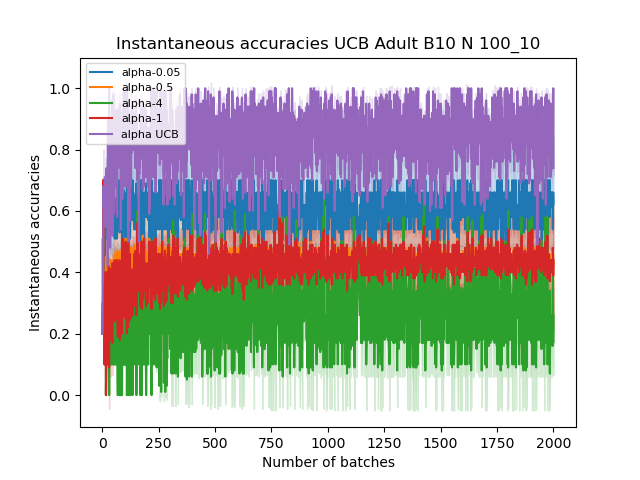 Instantaneous accuracies UCB Adult B10 N 100_10
alpha-0.05
alpha-0.5
alpha-4
alpha-1
alpha UCB
1.0
0.8
0.6
0.4
0.2
0.0
Instantaneous accuracies
0 250 500 750 1000 1250 1500 1750 2000
Number of batches